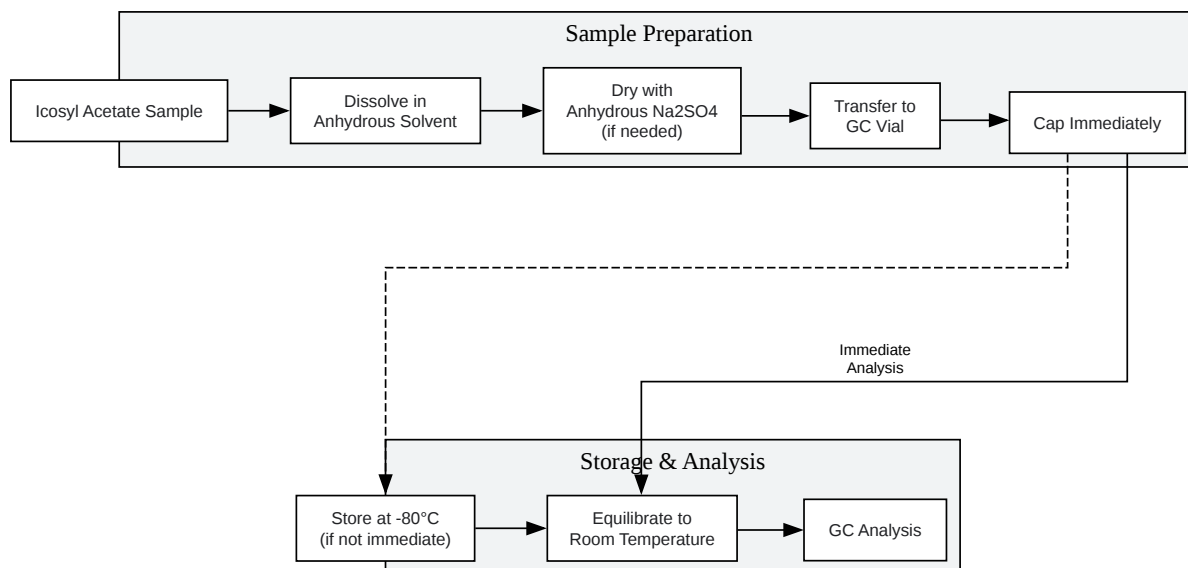 Sample Preparation
Icosyl Acetate Sample
Dissolve in
Anhydrous Solvent
Dry with
Anhydrous Na2SO4
(if needed)
Transfer to
GC Vial
Cap Immediately
Immediate
Analysis
Storage & Analysis
Store at -80°C
(if not immediate)
Equilibrate to
Room Temperature
GC Analysis